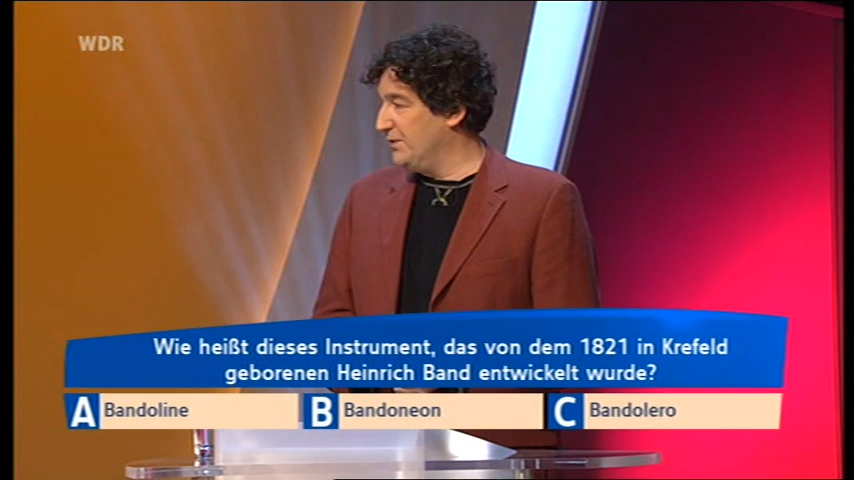 WDR
Wie heißt dieses Instrument, das von dem 1821 in Krefeld
geborenen Heinrich Band entwickelt wurde?
A Bandoline
B Bandoneon
C Bandolero